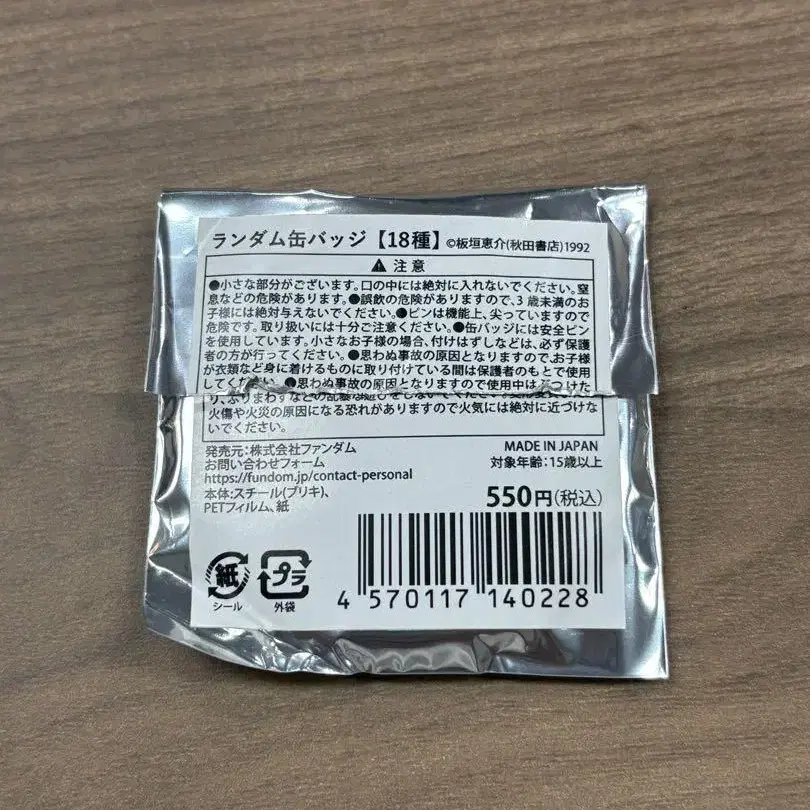 ランダム缶バッジ【18種】©板垣恵介(秋田書店)1992
⚠ 注意
●小さな部分がございます。口の中には絶対に入れないでください。窒
息などの危険があります。●誤飲の危険がありますので、3歳未満のお
子様には絶対与えないでください。●ピンは機能上、尖っていますので
危険です。取り扱いには十分ご注意ください。●缶バッジには安全ピン
を使用しています。小さなお子様の場合、付けはずしなどは、必ず保護
者の方が行ってください。●思わぬ事故の原因となりますので、お子様
が衣類など身に着けるものに取り付けている間は保護者のもとで使用
してください。●思わぬ事故の原因となりますので使用中は
り、ふりまわすなどの乱暴な
火傷や火災の原因になる恐れがありますので火気には絶対に近づけな
いでください。
発売元:株式会社ファンダム
お問い合わせフォーム
https://fundom.jp/contact-personal
本体:スチール(ブリキ)、
PETフィルム、紙
MADE IN JAPAN
対象年齢:15歳以上
550円(税込)
紙
シール
プラ
外袋
4 570117 140228